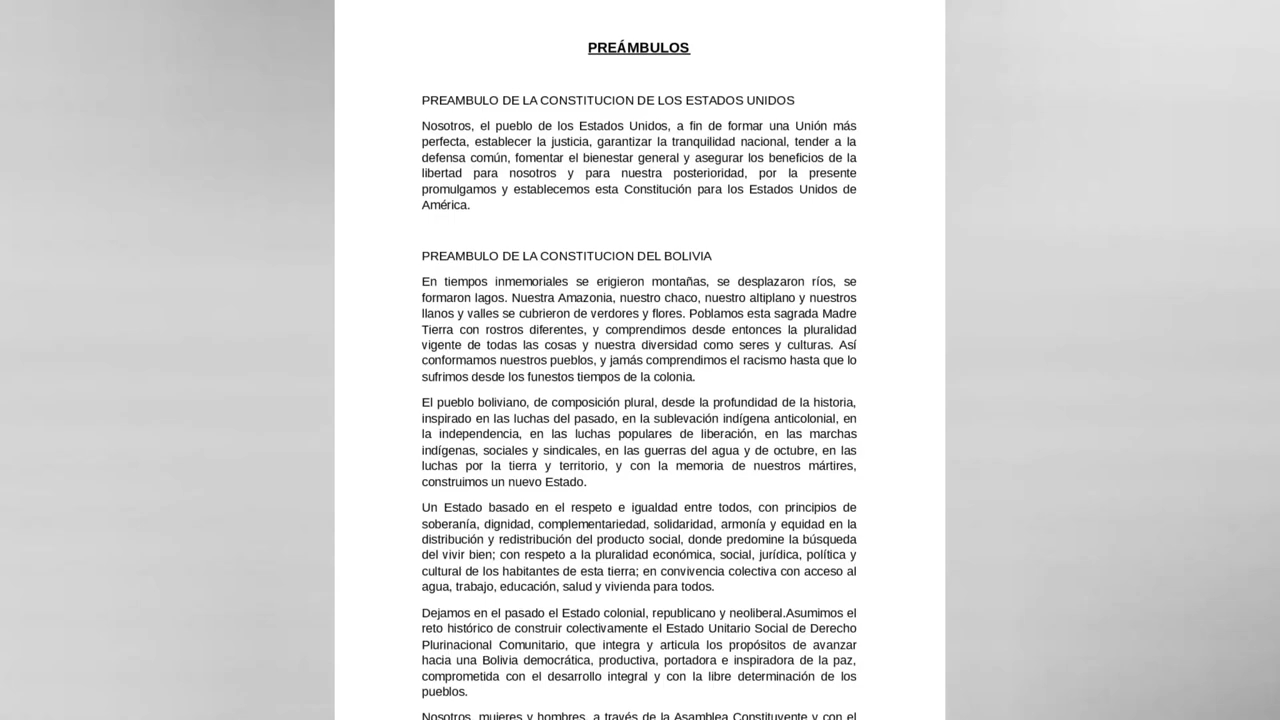 PREÁMBULOS
PREAMBULO DE LA CONSTITUCION DE LOS ESTADOS UNIDOS
Nosotros, el pueblo de los Estados Unidos, a fin de formar una Unión más
perfecta, establecer la justicia, garantizar la tranquilidad nacional, tender a la
defensa común, fomentar el bienestar general y asegurar los beneficios de la
libertad para nosotros y para nuestra posterioridad, por la presente
promulgamos y establecemos esta Constitución para los Estados Unidos de
América.
PREAMBULO DE LA CONSTITUCION DEL BOLIVIA
En tiempos inmemoriales se erigieron montañas, se desplazaron ríos, se
formaron lagos. Nuestra Amazonia, nuestro chaco, nuestro altiplano y nuestros
llanos y valles se cubrieron de verdores y flores. Poblamos esta sagrada Madre
Tierra con rostros diferentes, y comprendimos desde entonces la pluralidad
vigente de todas las cosas y nuestra diversidad como seres y culturas. Así
conformamos nuestros pueblos, y jamás comprendimos el racismo hasta que lo
sufrimos desde los funestos tiempos de la colonia.
El pueblo boliviano, de composición plural, desde la profundidad de la historia,
inspirado en las luchas del pasado, en la sublevación indígena anticolonial, en
la independencia, en las luchas populares de liberación, en las marchas
indígenas, sociales y sindicales, en las guerras del agua y de octubre, en las
luchas por la tierra y territorio, y con la memoria de nuestros mártires,
construimos un nuevo Estado.
Un Estado basado en el respeto e igualdad entre todos, con principios de
soberanía, dignidad, complementariedad, solidaridad, armonía y equidad en la
distribución y redistribución del producto social, donde predomine la búsqueda
del vivir bien; con respeto a la pluralidad económica, social, jurídica, política y
cultural de los habitantes de esta tierra; en convivencia colectiva con acceso al
agua, trabajo, educación, salud y vivienda para todos.
Dejamos en el pasado el Estado colonial, republicano y neoliberal.Asumimos el
reto histórico de construir colectivamente el Estado Unitario Social de Derecho
Plurinacional Comunitario, que integra y articula los propósitos de avanzar
hacia una Bolivia democrática, productiva, portadora e inspiradora de la paz,
comprometida con el desarrollo integral y con la libre determinación de los
pueblos.
Nosotros, mujeres y hombres, a través de la Asamblea Constituyente y con el